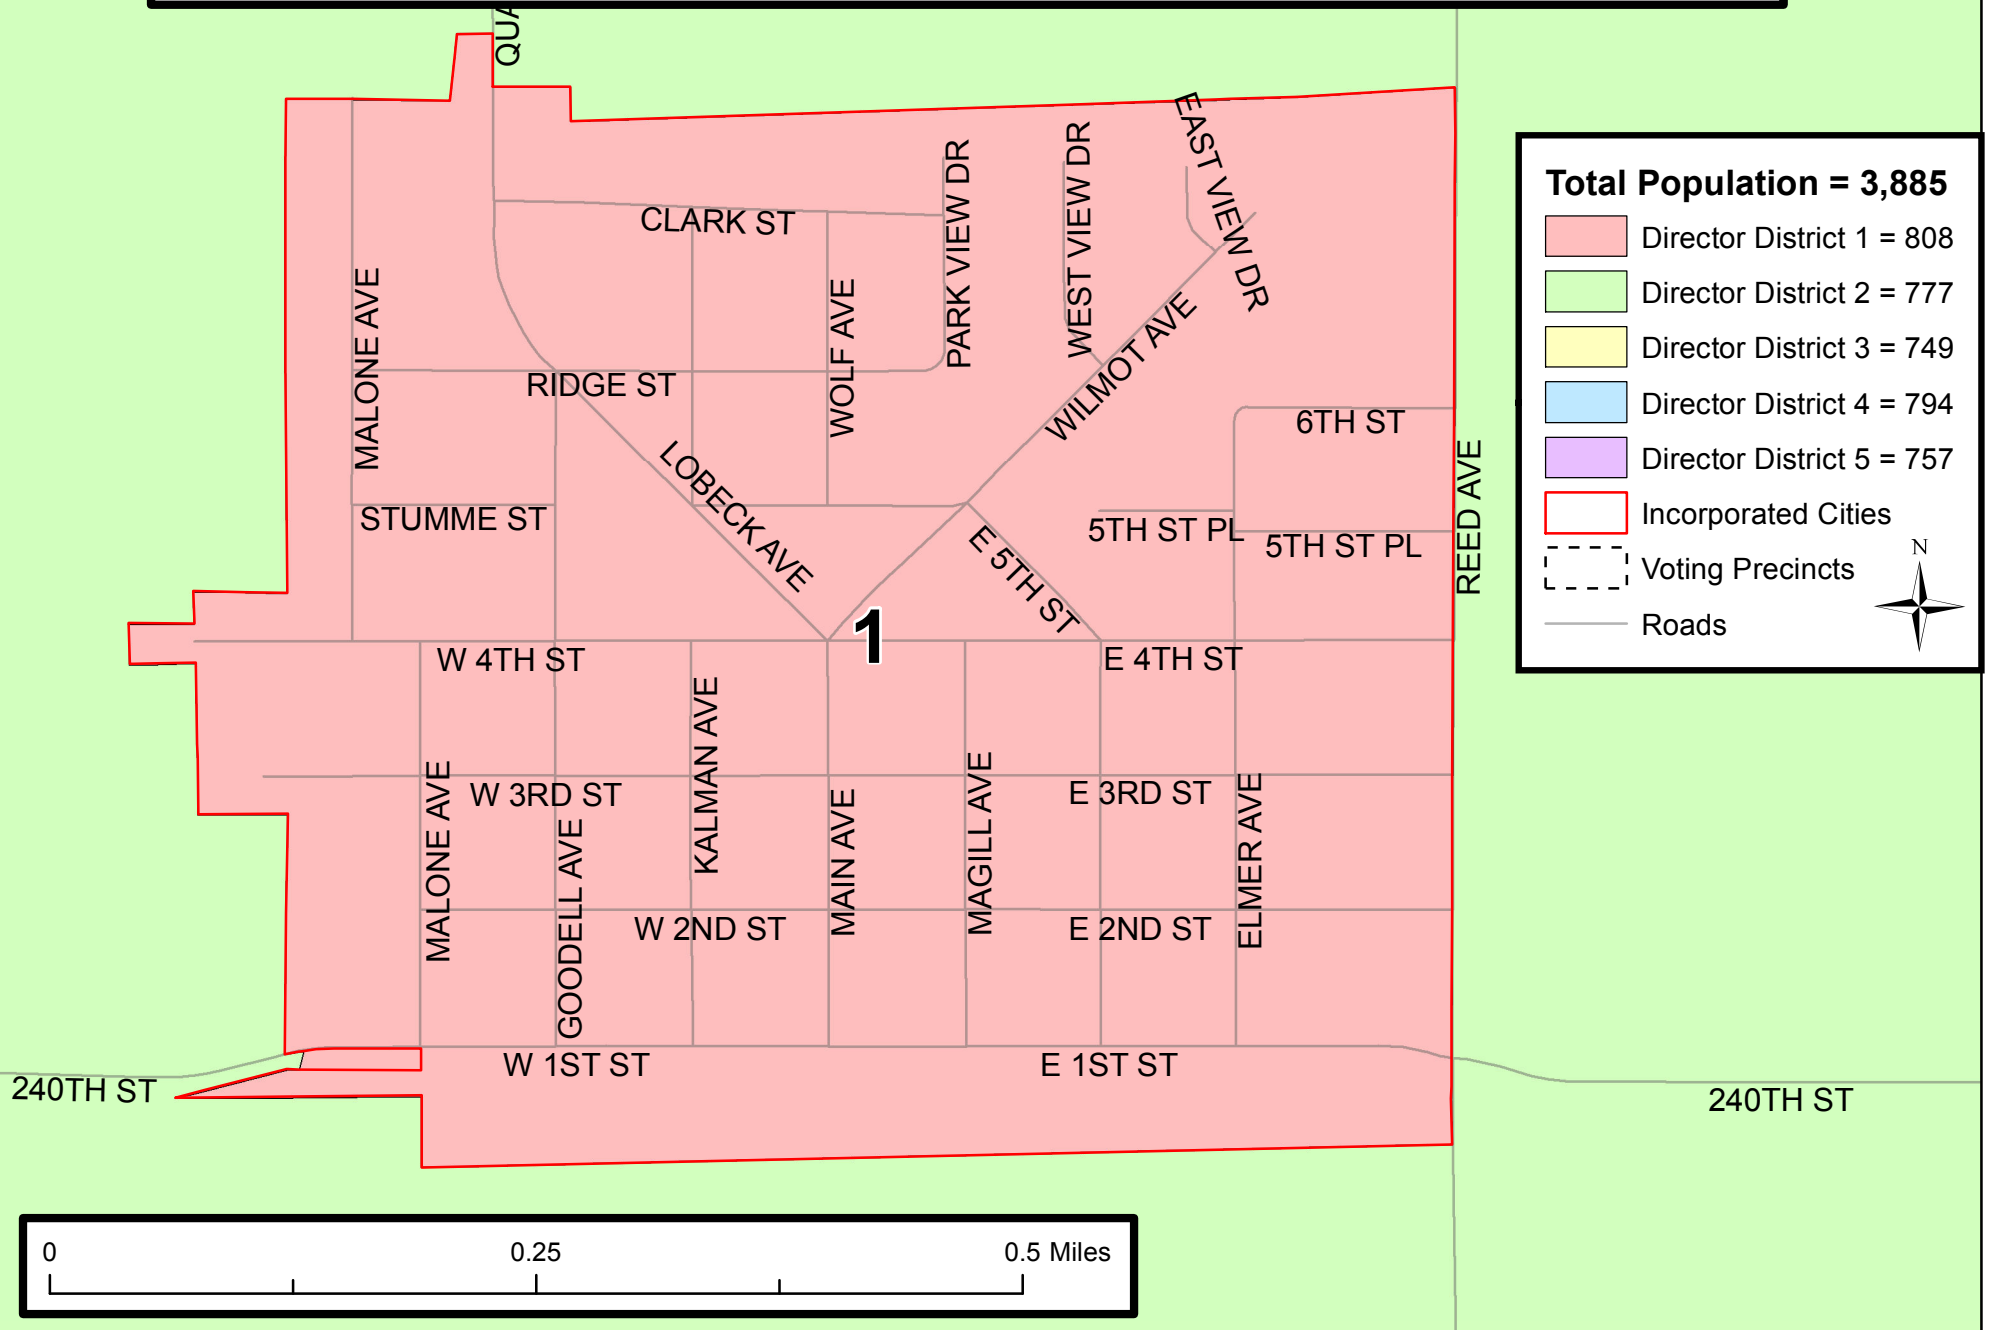 QUA
EAST VIEW DR
WEST VIEW DR
PARK VIEW DR
CLARK ST
MALONE AVE
WOLF AVE
WILMOT AVE
RIDGE ST
6TH ST
LOBECK AVE
REED AVE
STUMME ST
5TH ST PL
5TH ST PL
E 5TH ST
1
W 4TH ST
E 4TH ST
KALMAN AVE
W 3RD ST
E 3RD ST
MALONE AVE
GOODELL AVE
MAIN AVE
MAGILL AVE
ELMER AVE
W 2ND ST
E 2ND ST
W 1ST ST
E 1ST ST
240TH ST
240TH ST
Total Population = 3,885
Director District 1 = 808
Director District 2 = 777
Director District 3 = 749
Director District 4 = 794
Director District 5 = 757
Incorporated Cities
Voting Precincts
Roads
N
0 0.25 0.5 Miles